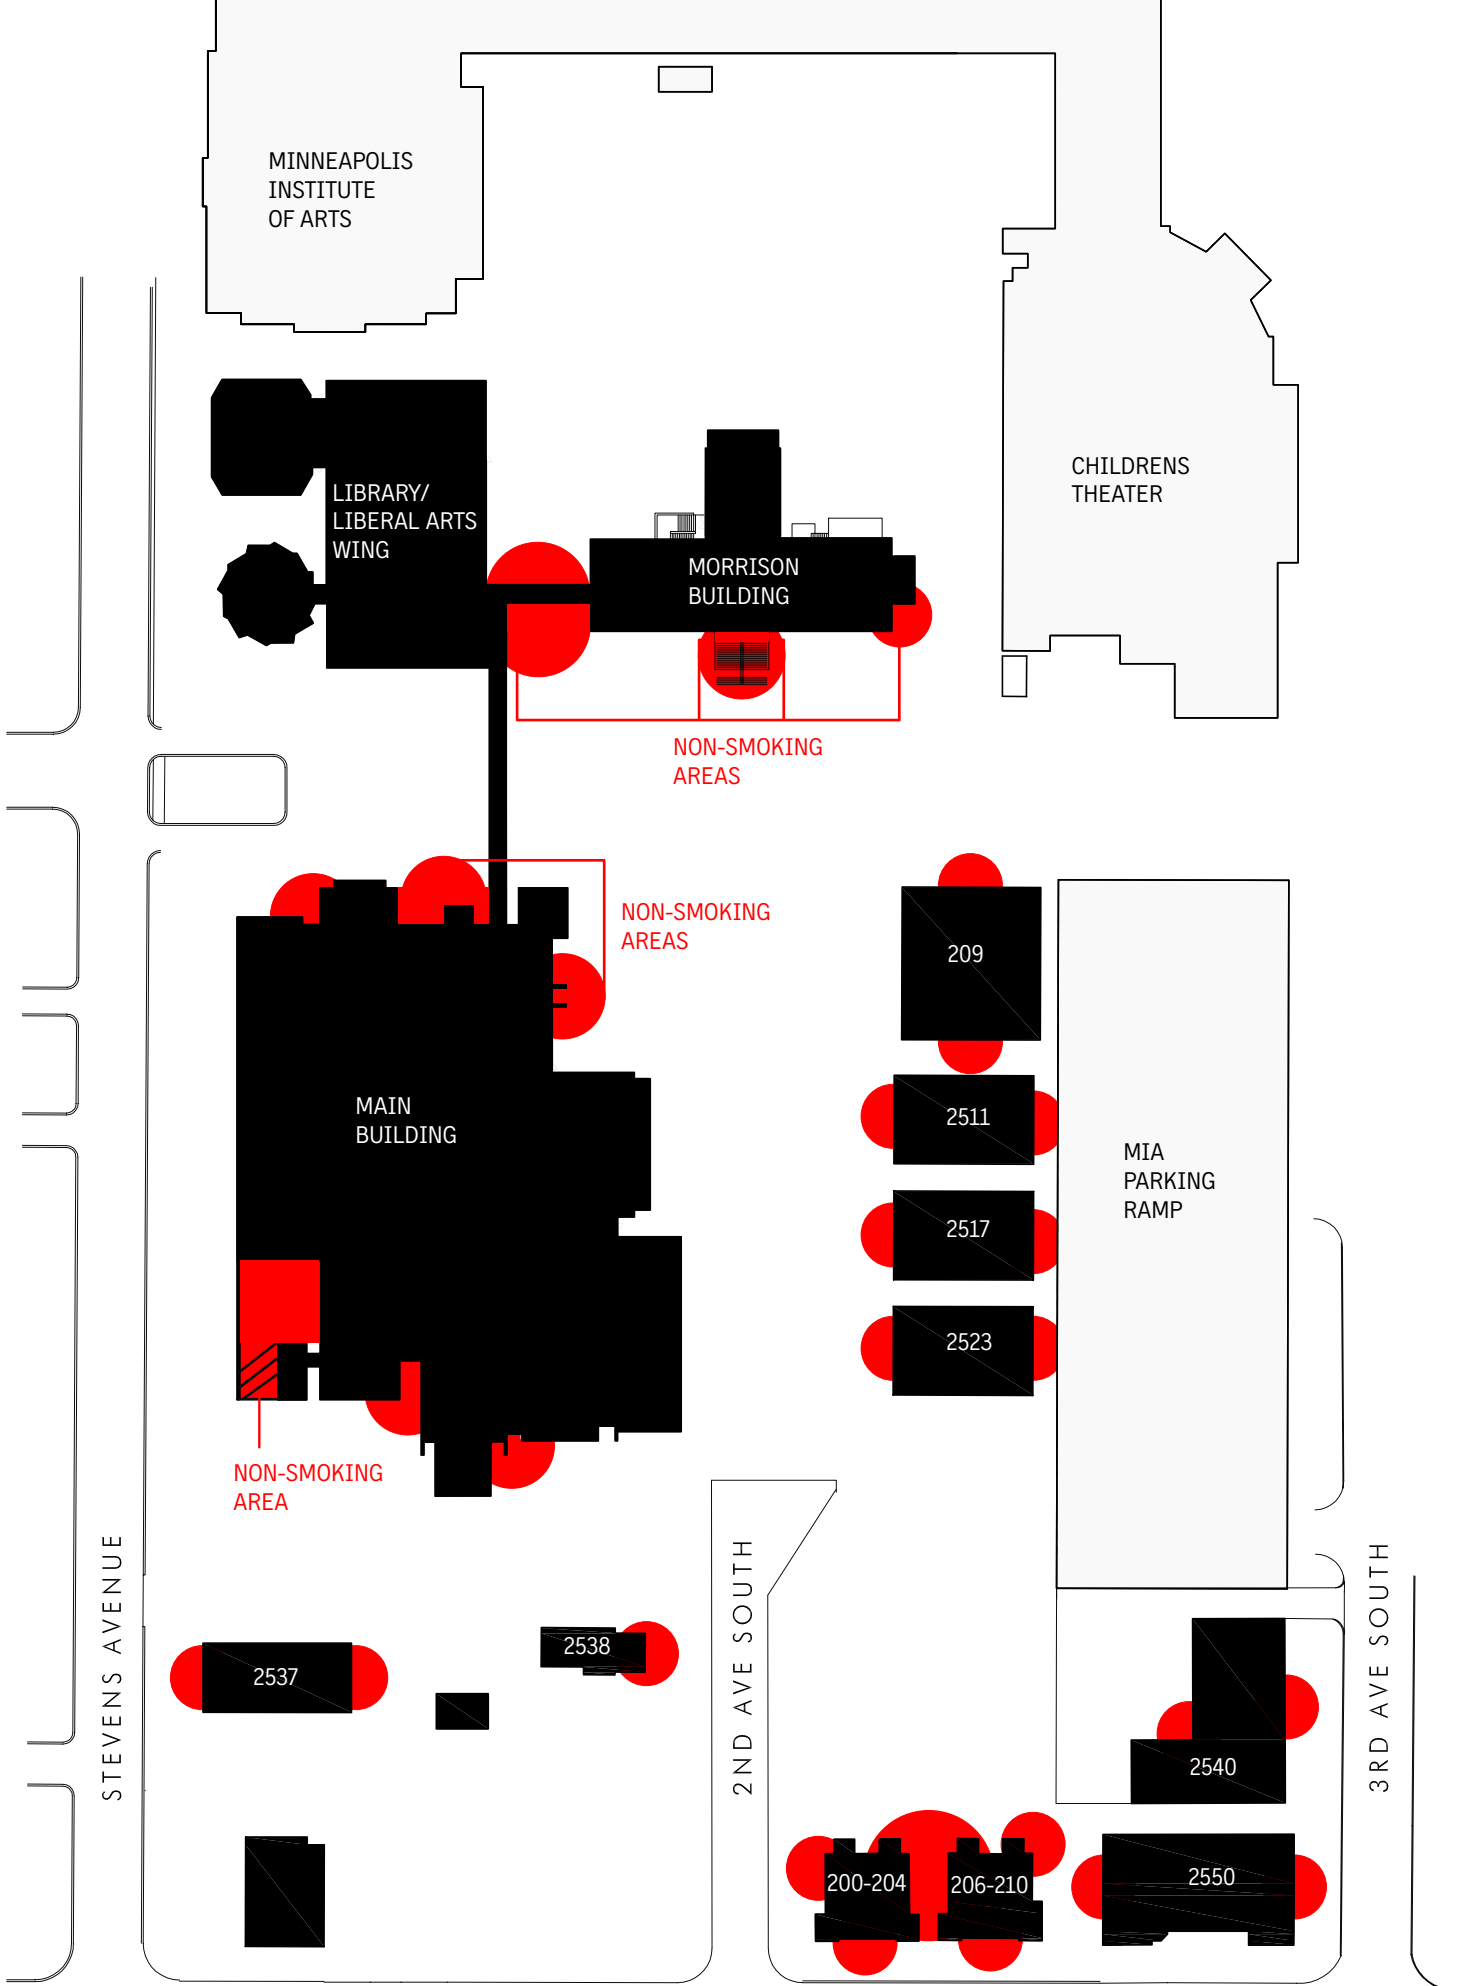 MINNEAPOLIS
INSTITUTE
OF ARTS
LIBRARY/
LIBERAL ARTS
WING
MORRISON
BUILDING
CHILDRENS
THEATER
NON-SMOKING
AREAS
NON-SMOKING
AREAS
209
MAIN
BUILDING
2511
MIA
PARKING
RAMP
2517
2523
NON-SMOKING
AREA
STEVENS AVENUE
2ND AVE SOUTH
3RD AVE SOUTH
2537
2538
2540
200-204
206-210
2550